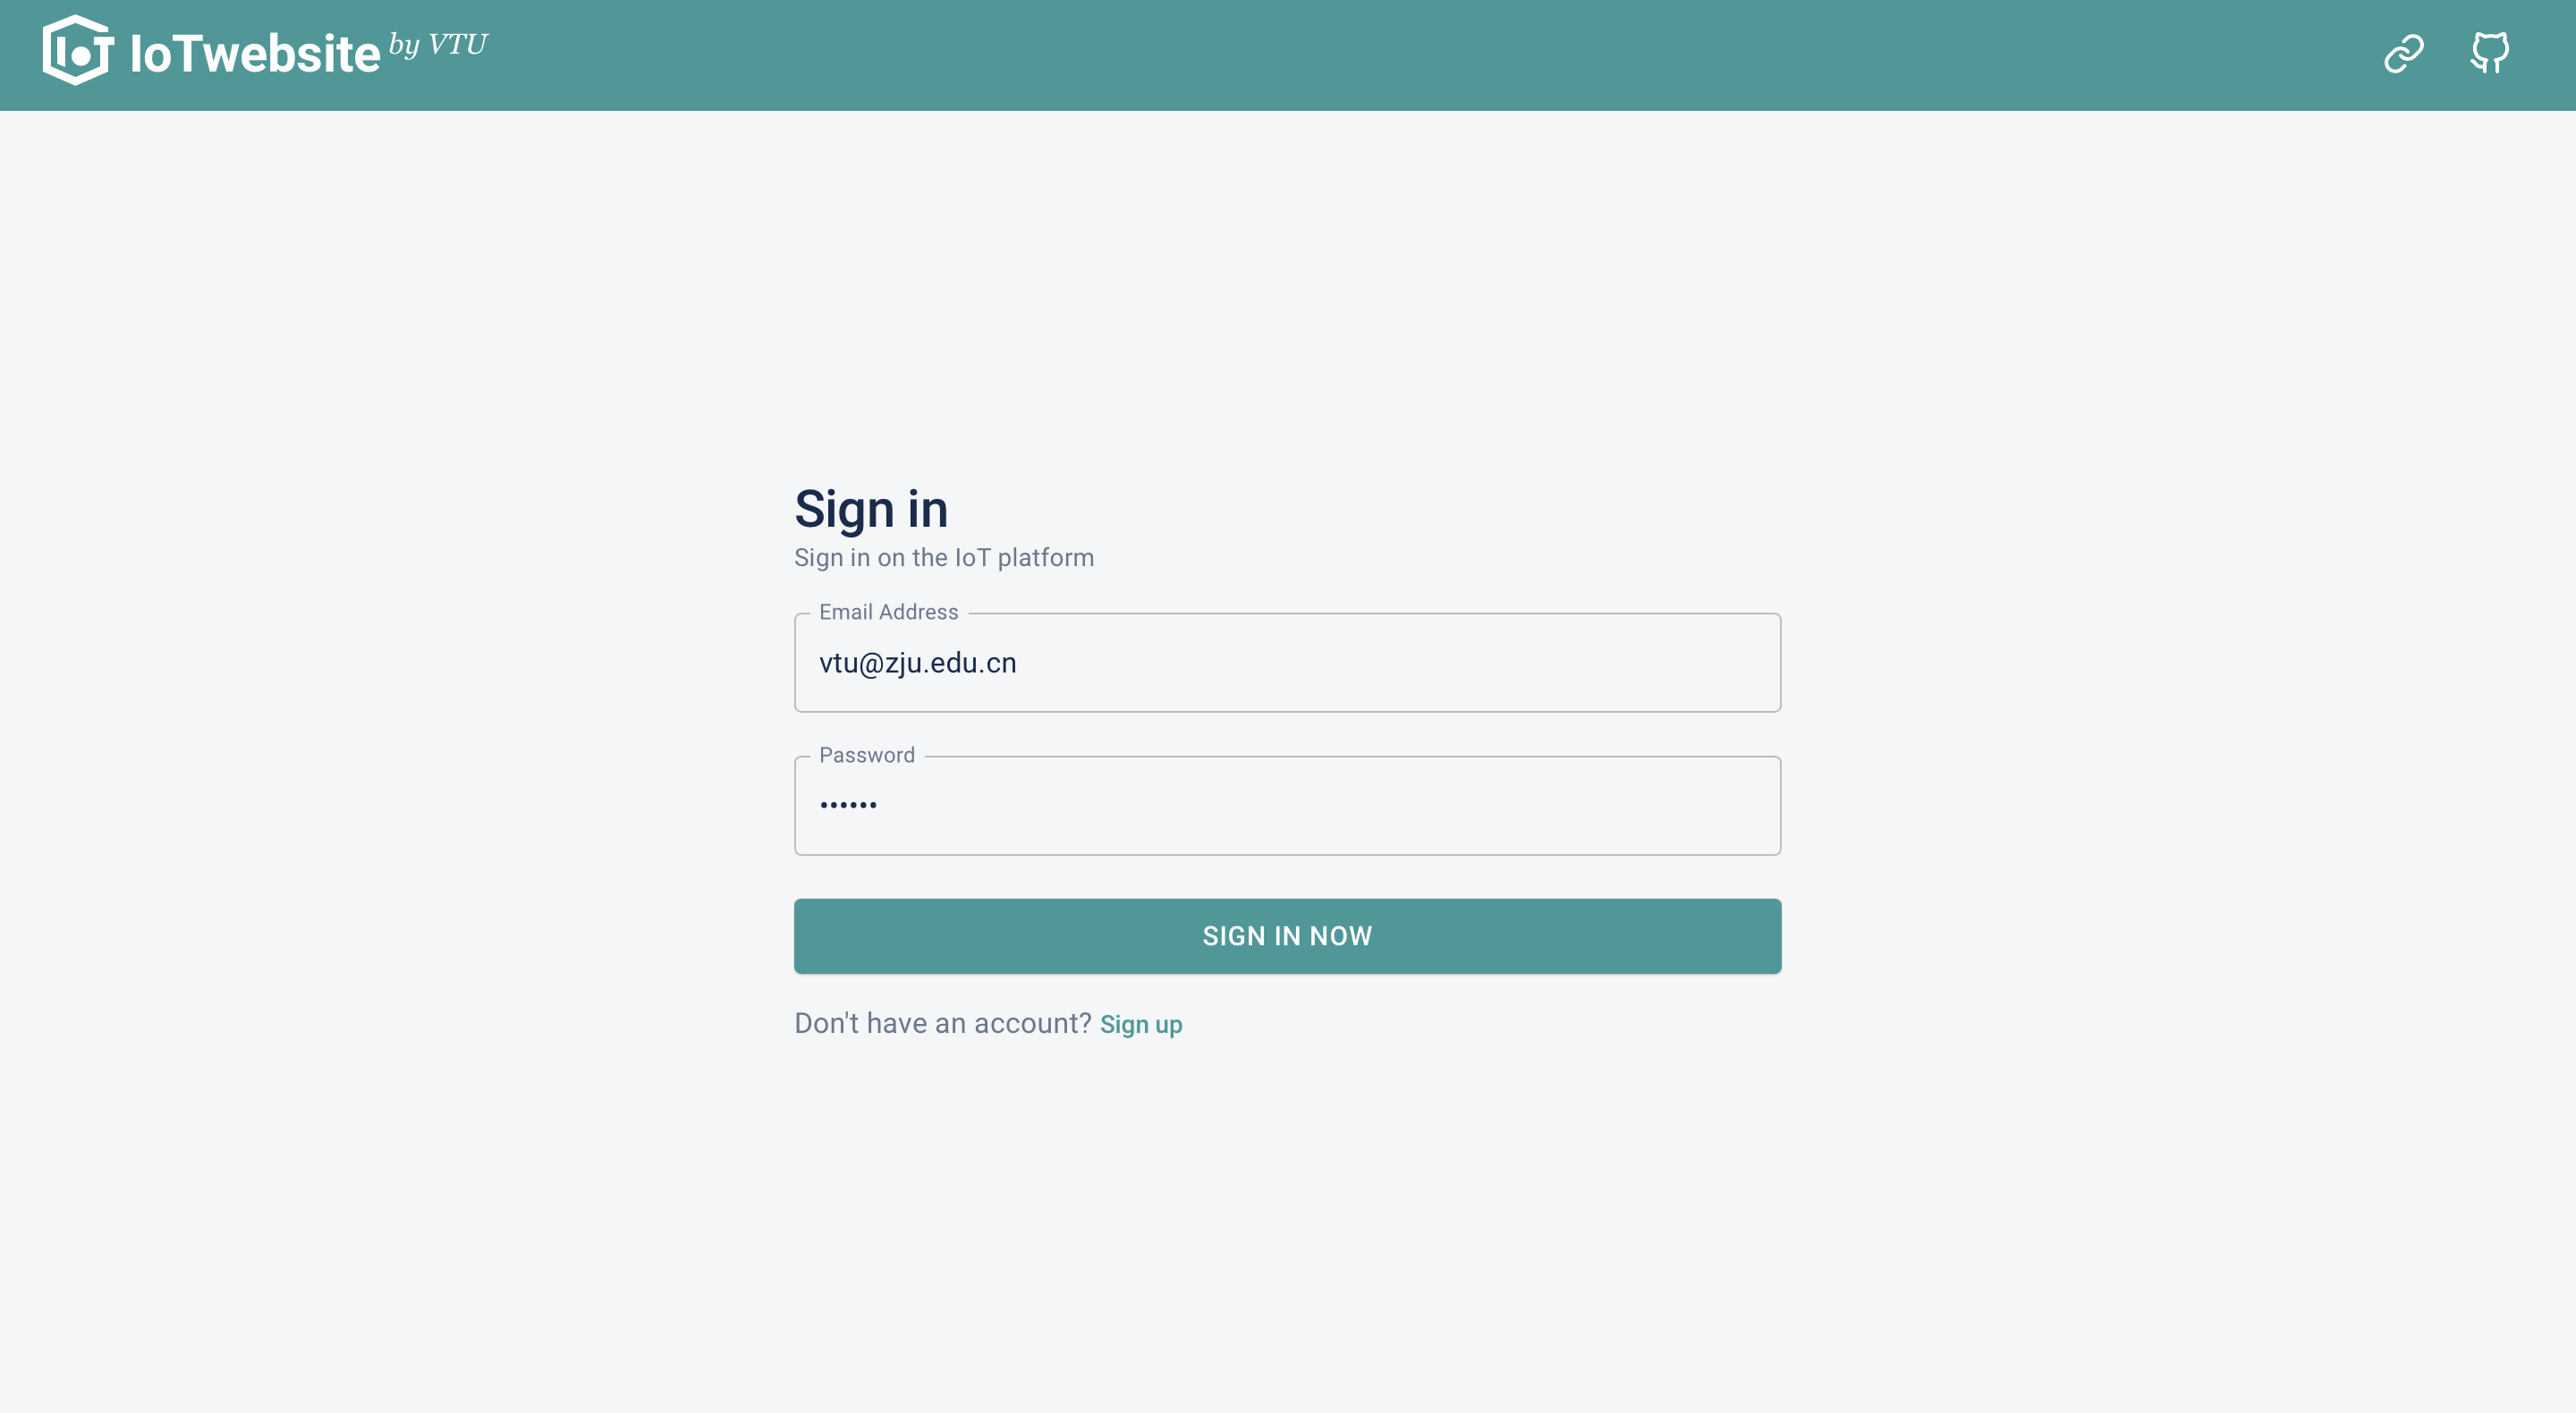 IoT IoTwebsite by VTU
Sign in
Sign in on the IoT platform
Email Address
vtu@zju.edu.cn
Password
••••••
SIGN IN NOW
Don't have an account? Sign up